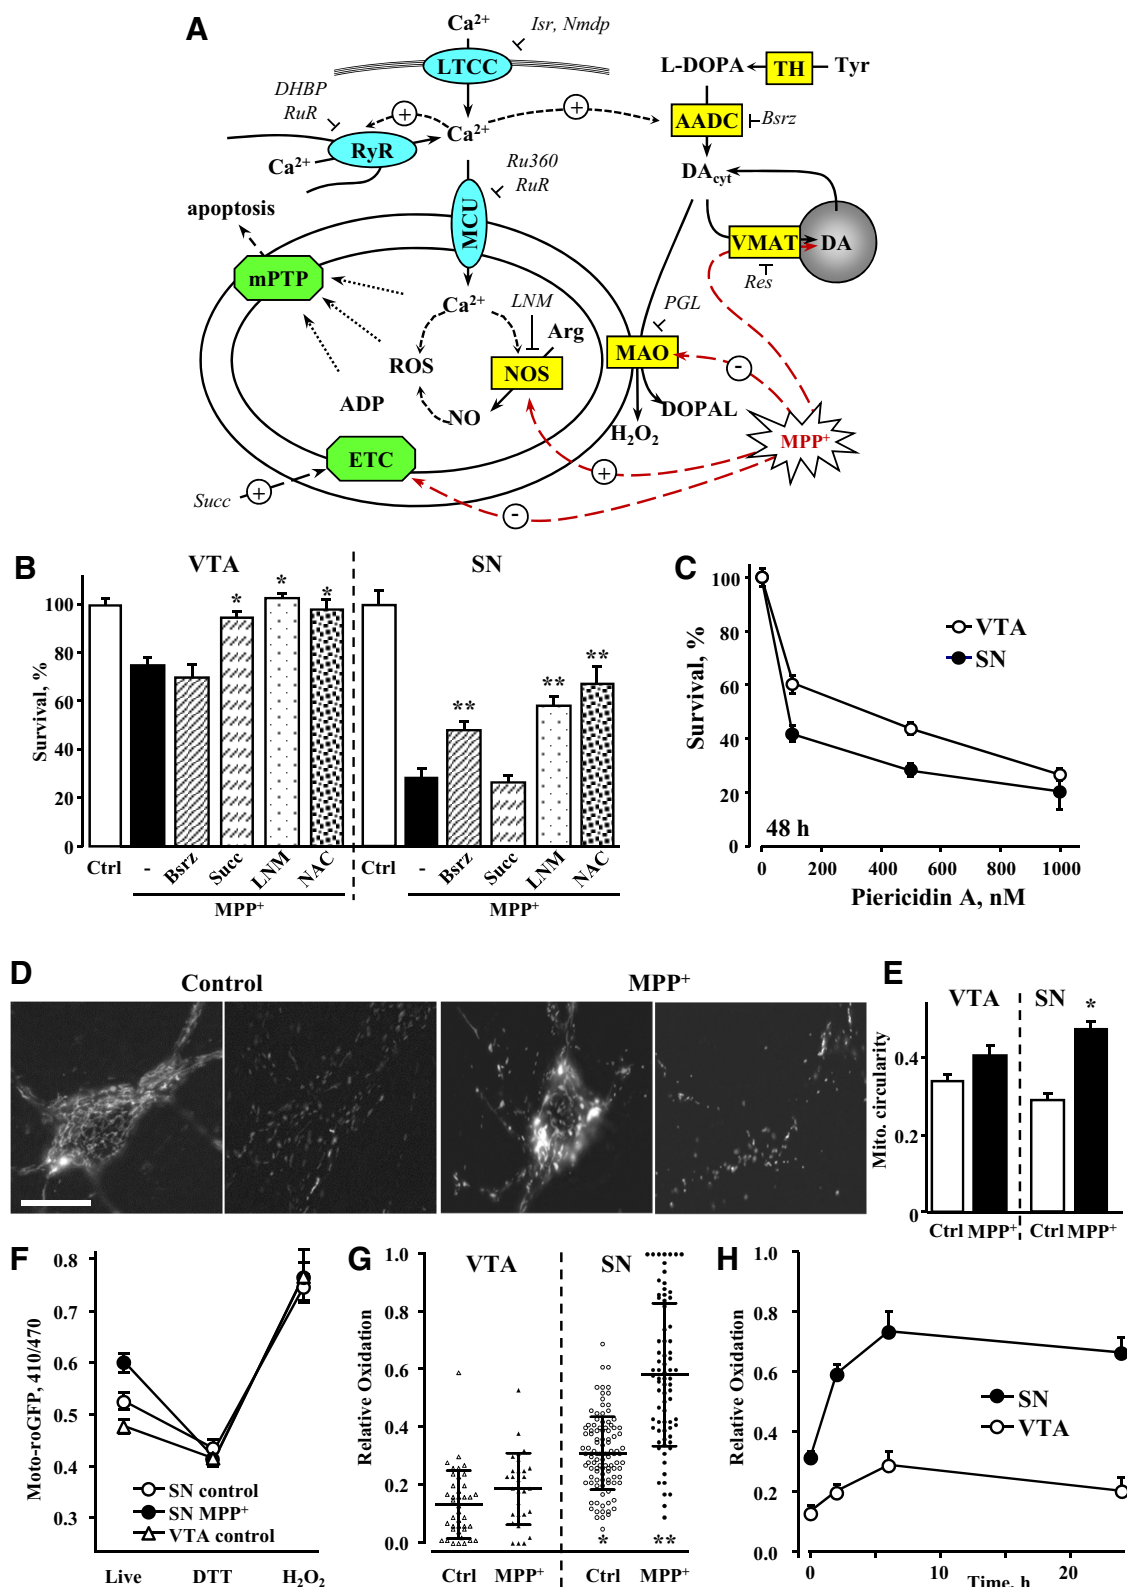 A
Ca²⁺
Isr, Nmdp
LTCC
L-DOPA
TH
Tyr
DHBP
RuR
+
+
Ca²⁺
AADC
Bsrz
RyR
Ca²⁺
Ru360
RuR
DAcyt
apoptosis
MCU
VMAT
DA
mPTP
Res
Ca²⁺
LNM
PGL
Arg
ROS
NOS
MAO
-
ADP
NO
DOPAL
H₂O₂
MPP⁺
ETC
+
Succ
+
-
B
VTA
SN
Survival, %
100
80
60
40
20
0
*
*
*
**
**
**
Ctrl
-
Bsrz
Succ
LNM
NAC
MPP⁺
Ctrl
-
Bsrz
Succ
LNM
NAC
MPP⁺
C
Survival, %
100
80
60
40
20
0
VTA
SN
48 h
0
200
400
600
800
1000
Piericidin A, nM
D
Control
MPP⁺
E
VTA
SN
*
Mito. circularity
0.4
0.2
0
Ctrl
MPP⁺
Ctrl
MPP⁺
F
Moto-roGFP, 410/470
0.8
0.7
0.6
0.5
0.4
0.3
SN control
SN MPP⁺
VTA control
Live
DTT
H₂O₂
G
VTA
SN
Relative Oxidation
1.0
0.8
0.6
0.4
0.2
0.0
*
**
Ctrl
MPP⁺
Ctrl
MPP⁺
H
Relative Oxidation
1.0
0.8
0.6
0.4
0.2
0.0
SN
VTA
0
10
20
Time, h